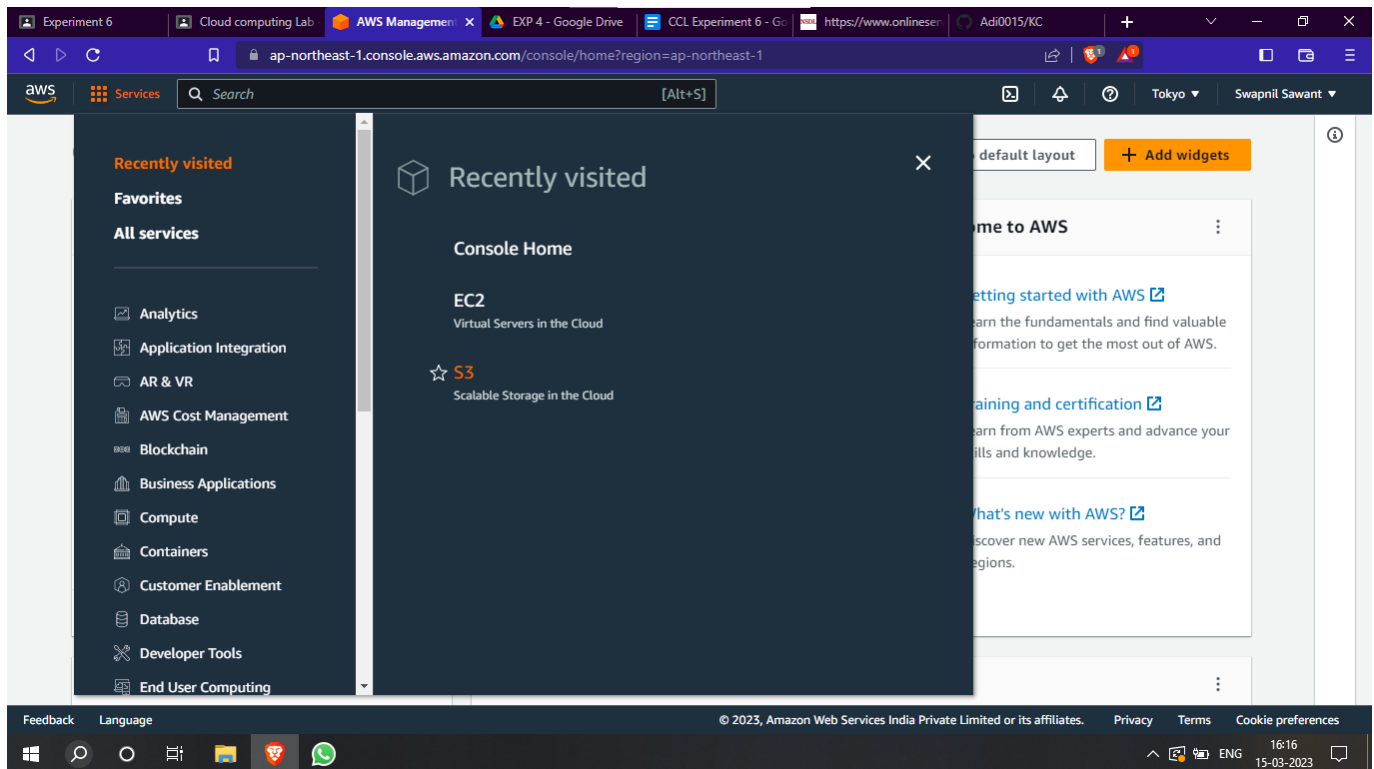 Experiment 6
Cloud computing Lab
AWS Management
EXP 4 - Google Drive
CCL Experiment 6 - Go
NSDL
https://www.onlineserv
Adi0015/KC
ap-northeast-1.console.aws.amazon.com/console/home?region=ap-northeast-1
1
1
aws
Services
Search
[Alt+S]
Tokyo
Swapnil Sawant
Recently visited
Favorites
All services
Analytics
Application Integration
AR & VR
AWS Cost Management
Blockchain
Business Applications
Compute
Containers
Customer Enablement
Database
Developer Tools
End User Computing
Recently visited
Console Home
EC2
Virtual Servers in the Cloud
S3
Scalable Storage in the Cloud
default layout
+ Add widgets
me to AWS
etting started with AWS
earn the fundamentals and find valuable
formation to get the most out of AWS.
aining and certification
earn from AWS experts and advance your
ills and knowledge.
hat's new with AWS?
iscover new AWS services, features, and
egions.
Feedback
Language
© 2023, Amazon Web Services India Private Limited or its affiliates.
Privacy
Terms
Cookie preferences
ENG
16:16
15-03-2023